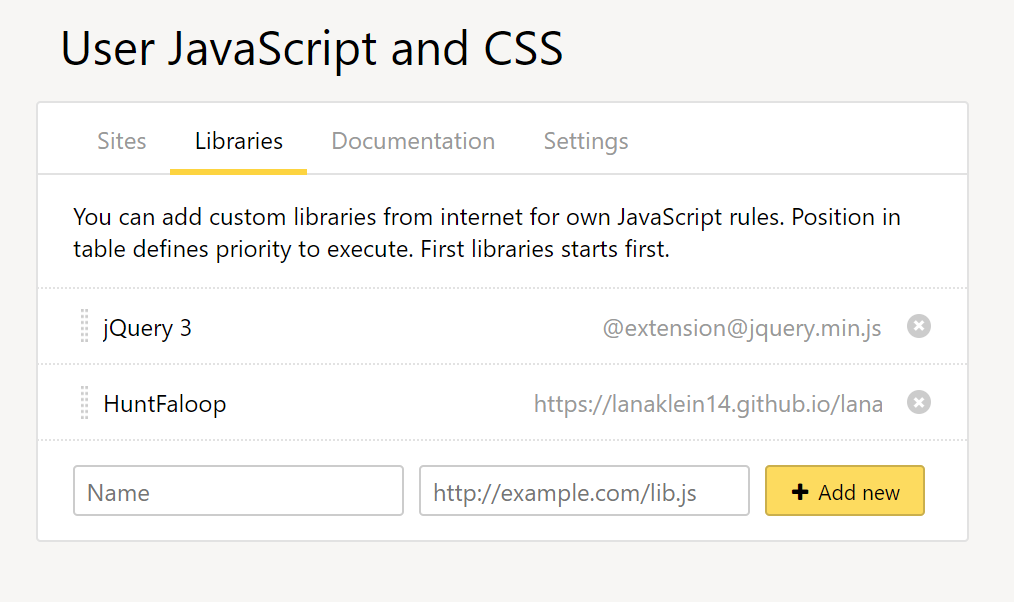 User JavaScript and CSS
Sites Libraries Documentation Settings
You can add custom libraries from internet for own JavaScript rules. Position in
table defines priority to execute. First libraries starts first.
jQuery 3 @extension@jquery.min.js
HuntFaloop https://lanaklein14.github.io/lana
Name http://example.com/lib.js Add new